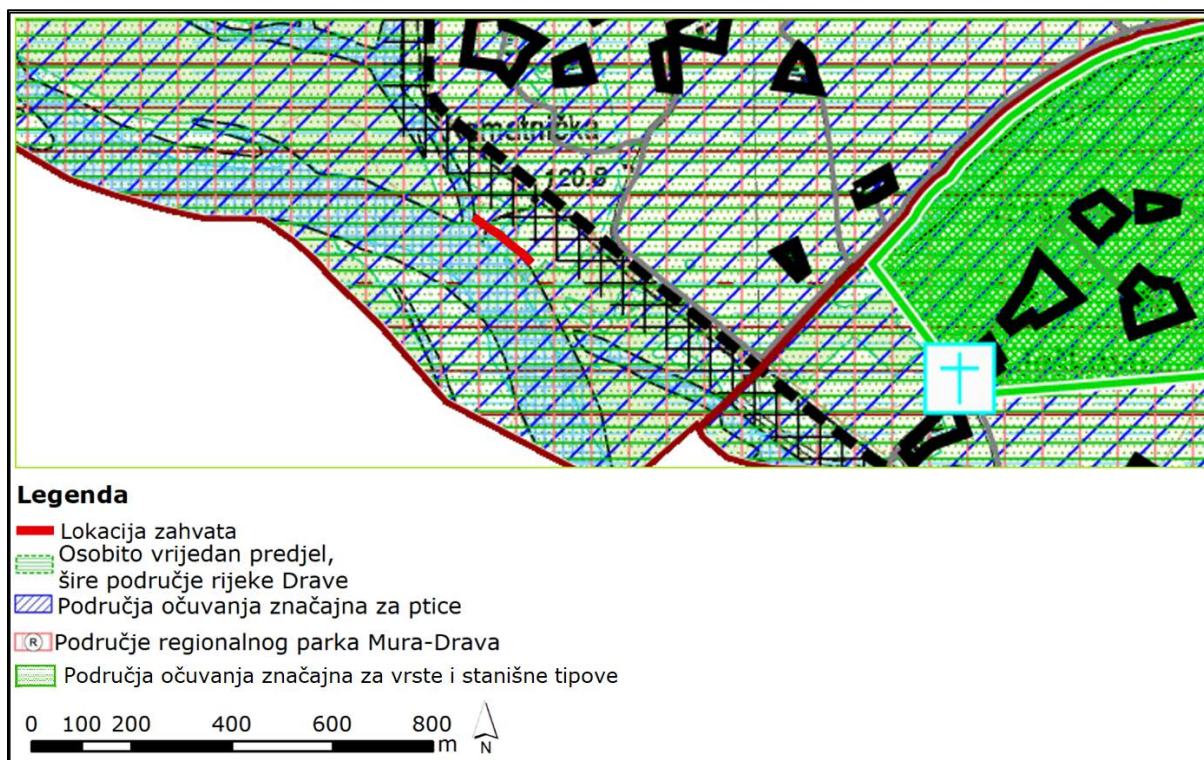 120.8
Legenda
Lokacija zahvata
Osobito vrijedan predjel,
šire područje rijeke Drave
Područja očuvanja značajna za ptice
R Područje regionalnog parka Mura-Drava
Područja očuvanja značajna za vrste i stanišne tipove
0 100 200 400 600 800
m
N